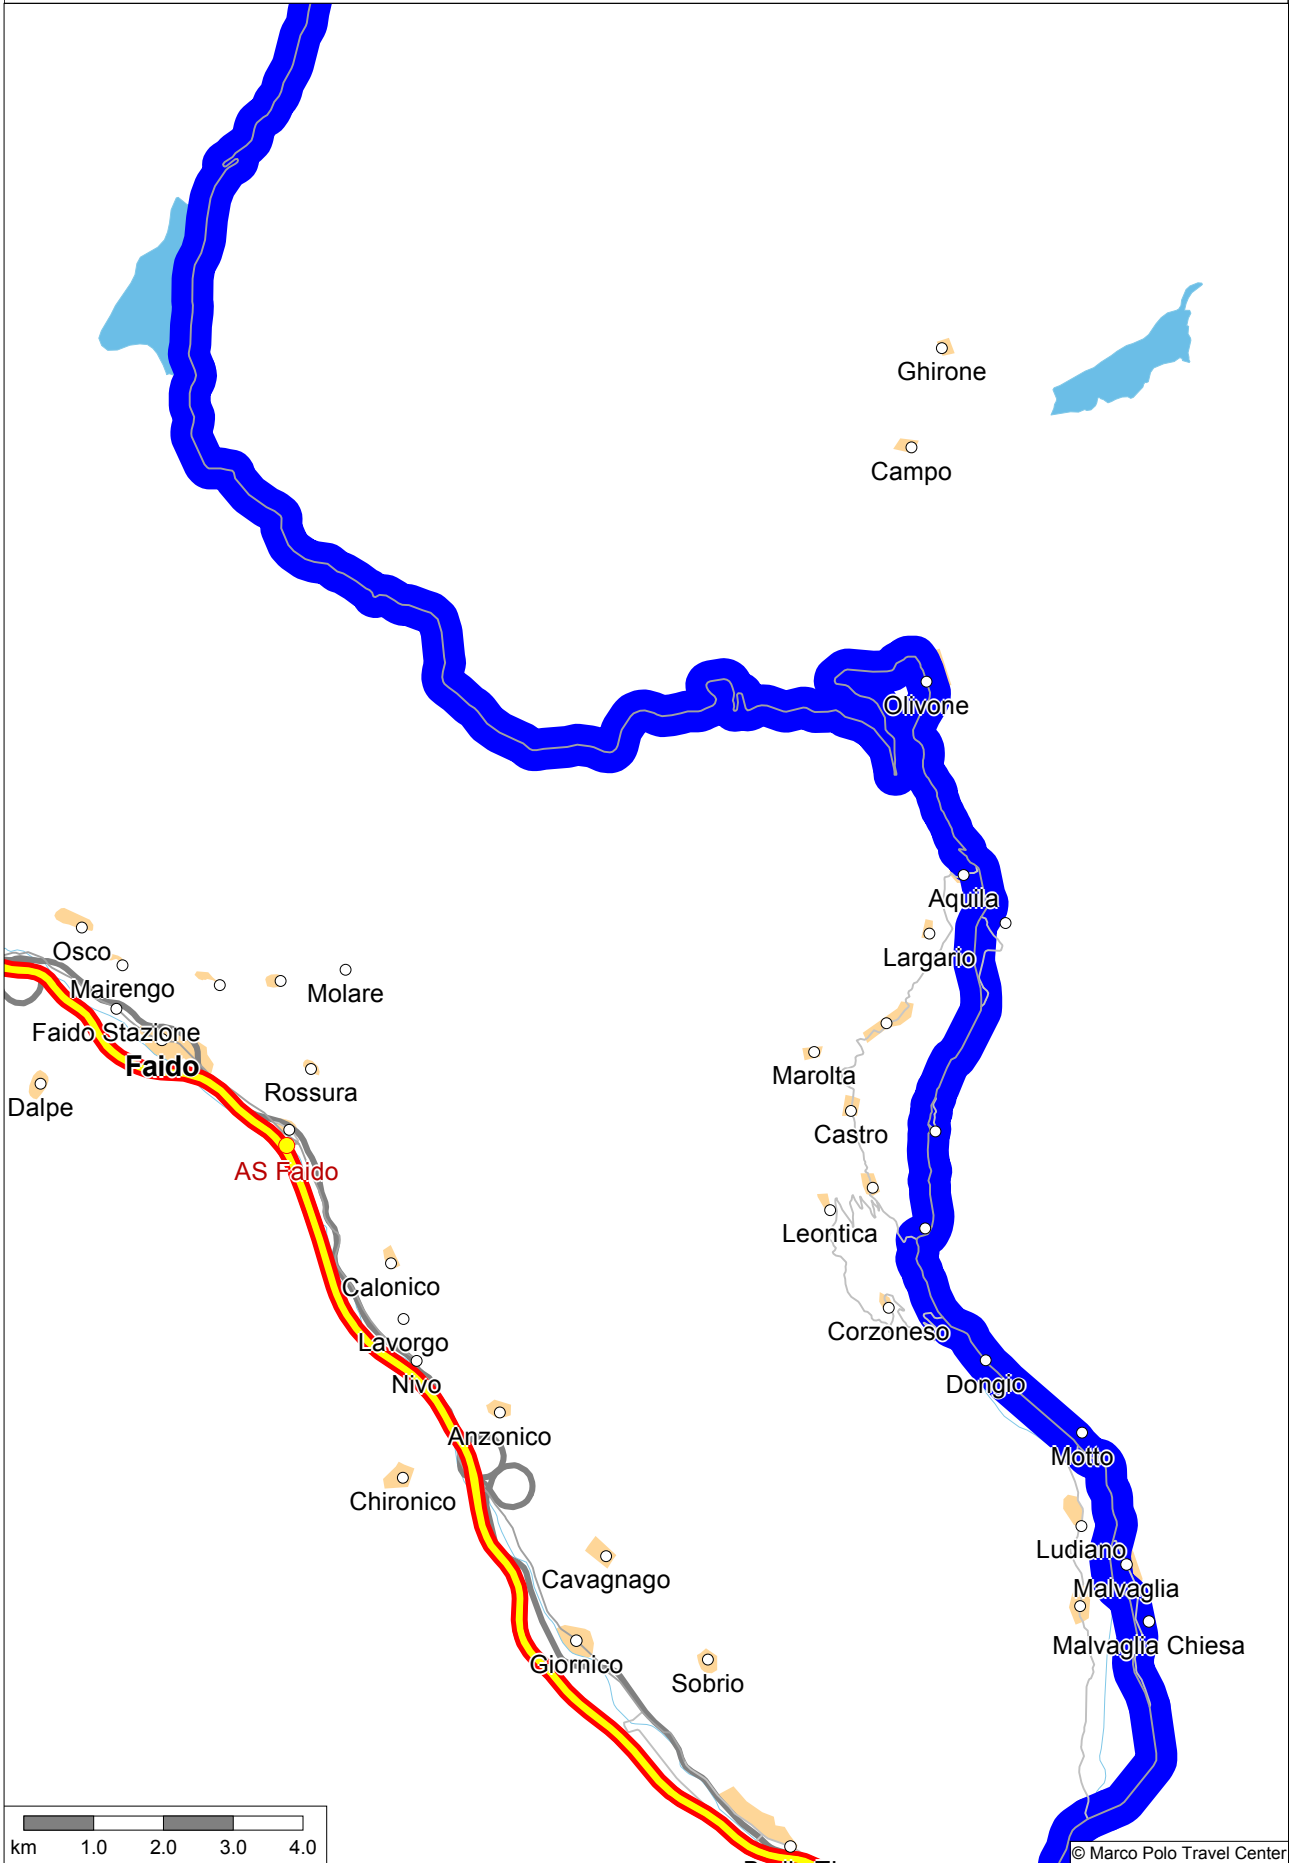 Ghirone
Campo
Olivone
Aquila
Osco
Largario
Mairengo
Molare
Faido Stazione
Faido
Marolta
Rossura
Dalpe
Castro
AS Faido
Leontica
Calonico
Corzoneso
Lavorgo
Nivo
Dongio
Anzonico
Motto
Chironico
Ludiano
Cavagnago
Malvaglia
Malvaglia Chiesa
Giornico
Sobrio
km 1.0 2.0 3.0 4.0
© Marco Polo Travel Center